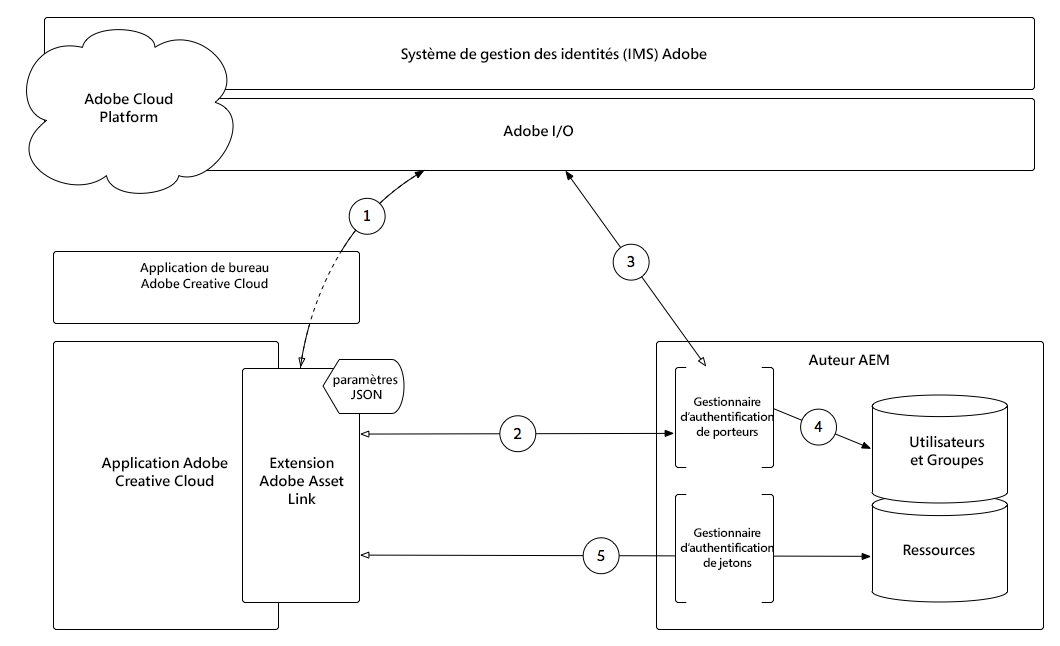 Système de gestion des identités (IMS) Adobe
Adobe Cloud
Platform
Adobe I/O
1
Application de bureau
Adobe Creative Cloud
3
Auteur AEM
paramètres
JSON
Gestionnaire
d'authentification
de porteurs
2
4
Utilisateurs
et Groupes
Application Adobe
Creative Cloud
Extension
Adobe Asset
Link
5
Gestionnaire
d'authentification
de jetons
Ressources